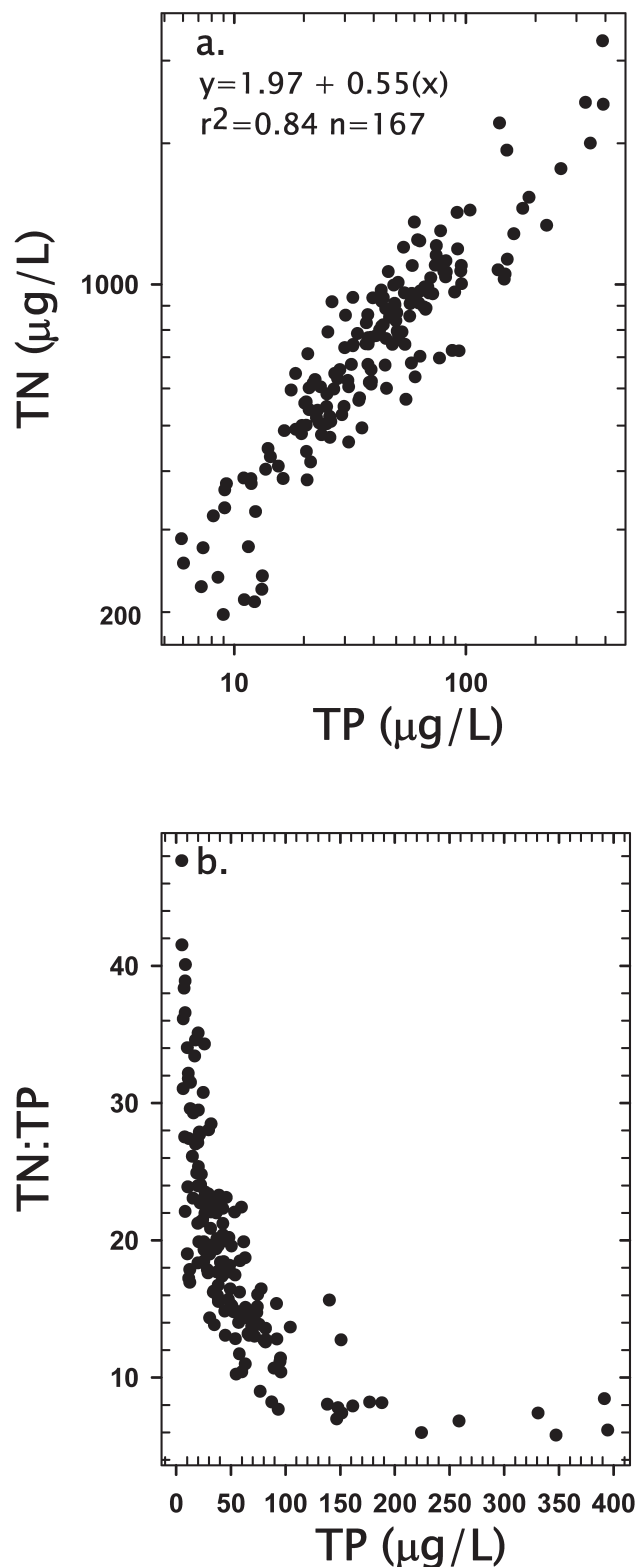 a.
y=1.97 + 0.55(x)
r²=0.84 n=167
TN (μg/L)
1000
200
10 100
TP (μg/L)
b.
TN:TP
40
30
20
10
0 50 100 150 200 250 300 350 400
TP (μg/L)